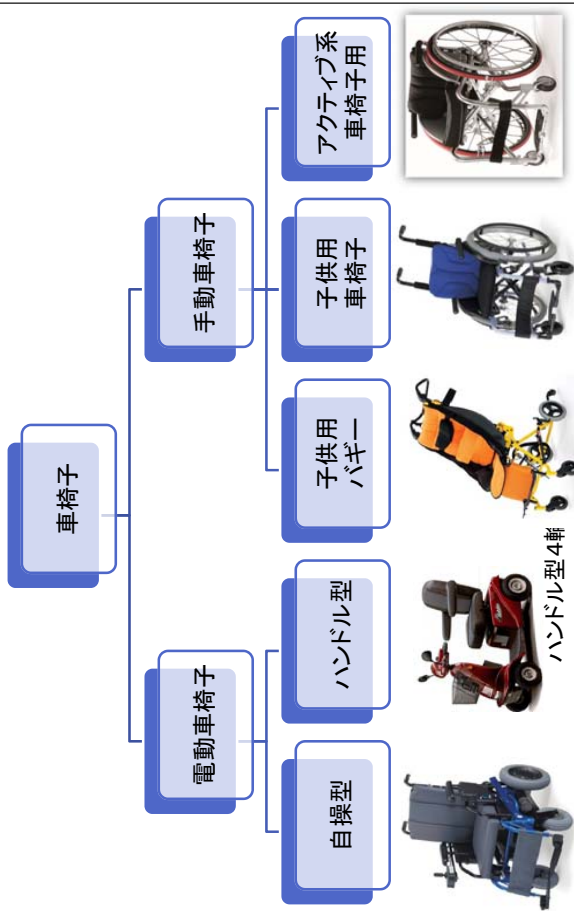 車椅子
電動車椅子
手動車椅子
自操型
ハンドル型
子供用
バギー
子供用
車椅子
アクティブ系
車椅子用
ハンドル型4輪